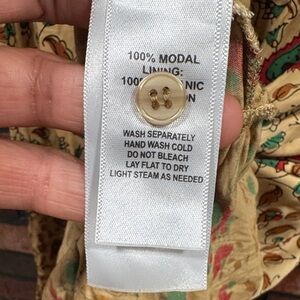 100% MODAL
LINING:
WASH SEPARATELY
HAND WASH COLD
DO NOT BLEACH
LAY FLAT TO DRY
LIGHT STEAM AS NEEDED